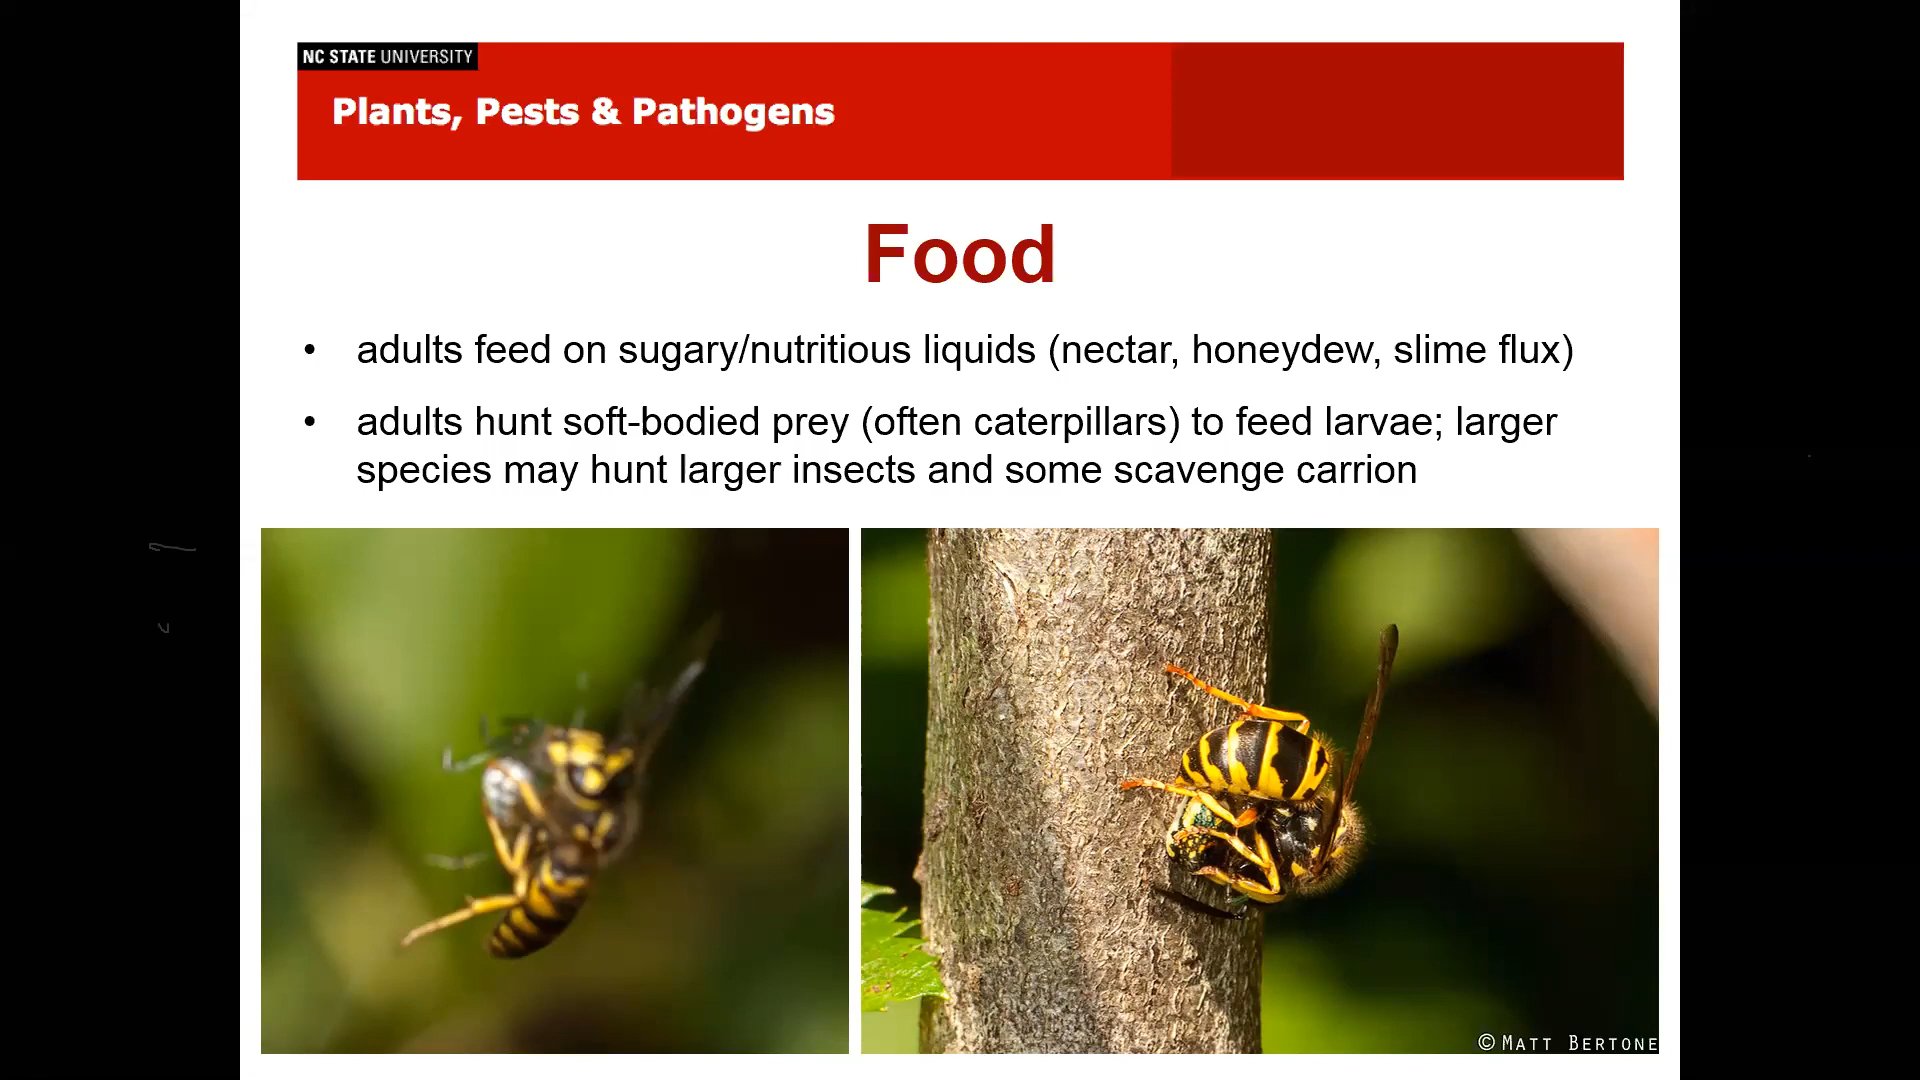 NC STATE UNIVERSITY
Plants, Pests & Pathogens
Food
• adults feed on sugary/nutritious liquids (nectar, honeydew, slime flux)
• adults hunt soft-bodied prey (often caterpillars) to feed larvae; larger
species may hunt larger insects and some scavenge carrion
© MATT BERTONE